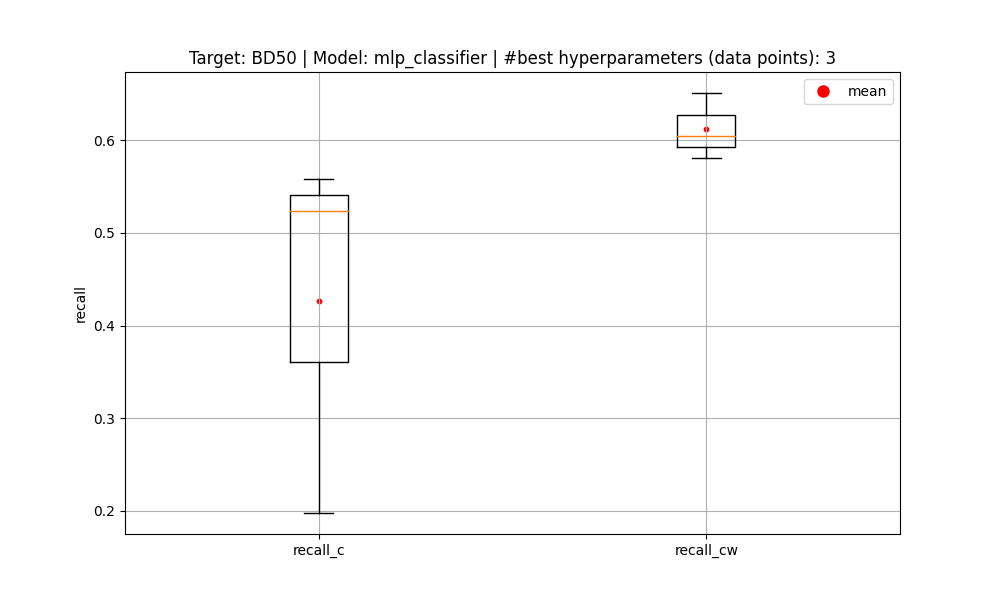 Target: BD50 | Model: mlp_classifier | #best hyperparameters (data points): 3
mean
0.6
0.5
0.4
0.3
0.2
recall
recall_c
recall_cw